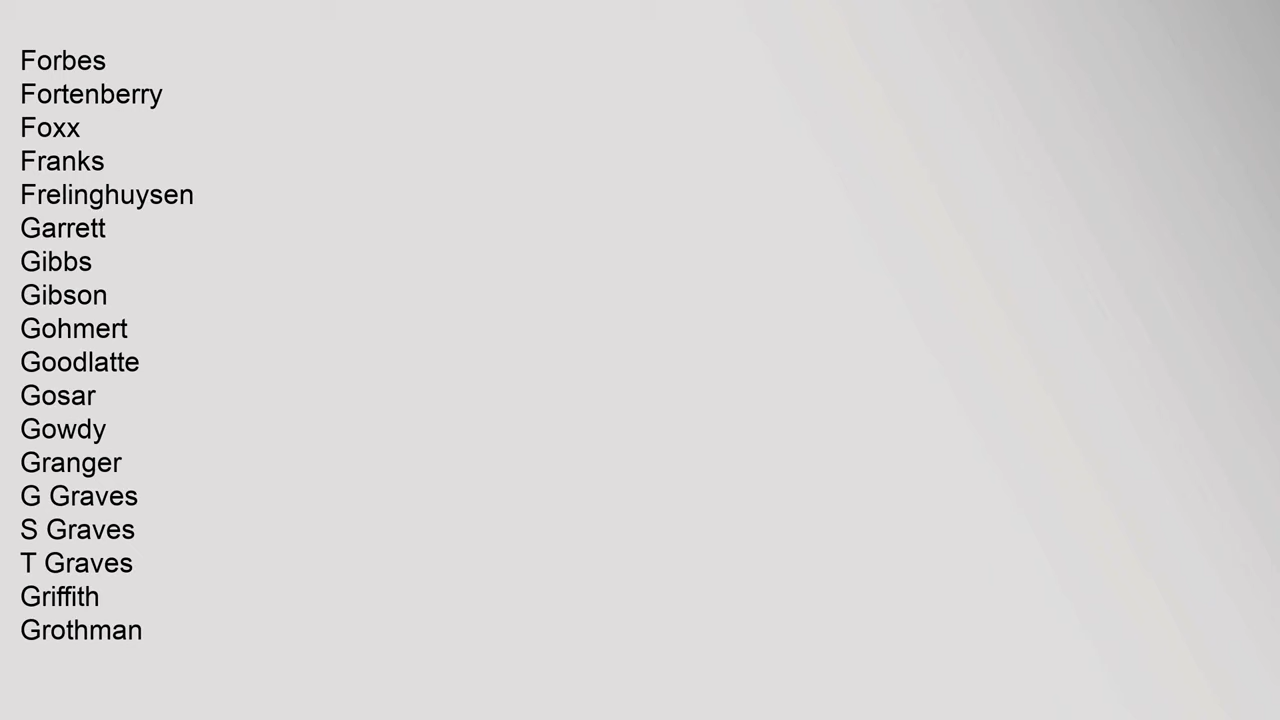 Forbes
Fortenberry
Foxx
Franks
Frelinghuysen
Garrett
Gibbs
Gibson
Gohmert
Goodlatte
Gosar
Gowdy
Granger
G Graves
S Graves
T Graves
Griffith
Grothman